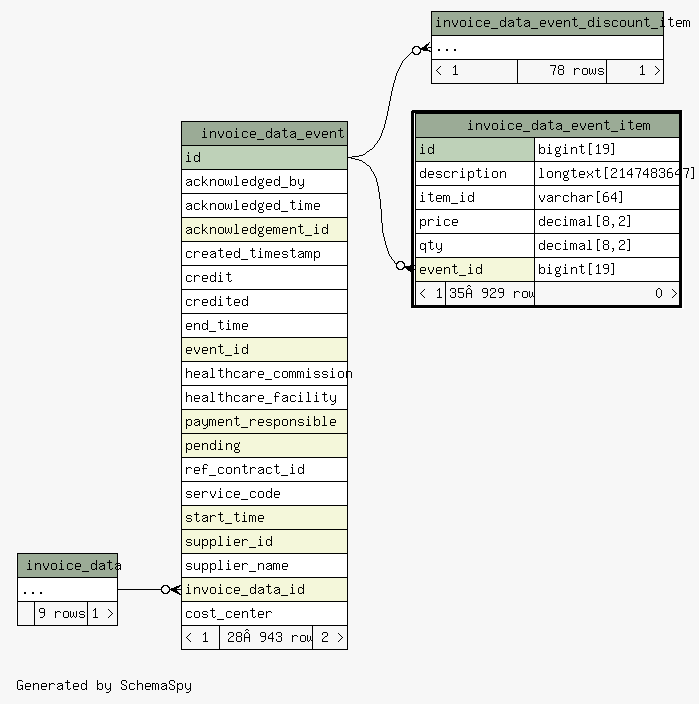 invoice_data_event_discount_item
...
< 1 78 rows 1 >
invoice_data_event_item
id bigint[19]
description longtext[2147483647]
item_id varchar[64]
price decimal[8,2]
qty decimal[8,2]
event_id bigint[19]
< 1 35Â 929 row 0 >
invoice_data_event
id
acknowledged_by
acknowledged_time
acknowledgement_id
created_timestamp
credit
credited
end_time
event_id
healthcare_commission
healthcare_facility
payment_responsible
pending
ref_contract_id
service_code
start_time
supplier_id
supplier_name
invoice_data_id
cost_center
< 1 28Â 943 row 2 >
invoice_data
...
9 rows 1 >
Generated by SchemaSpy